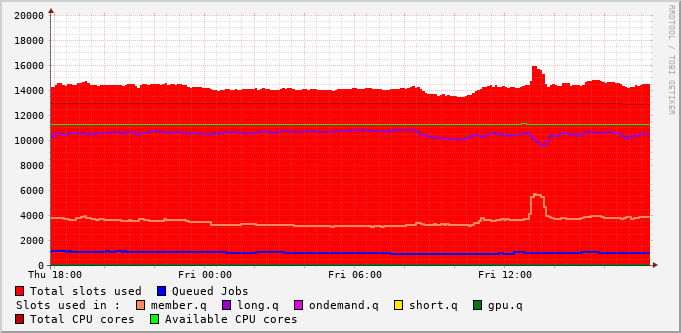 20000
18000
16000
14000
12000
10000
8000
6000
4000
2000
0
Thu 18:00 Fri 00:00 Fri 06:00 Fri 12:00
RRDTOOL / TOBI OETIKER
Total slots used Queued Jobs
Slots used in : member.q long.q ondemand.q short.q gpu.q
Total CPU cores Available CPU cores